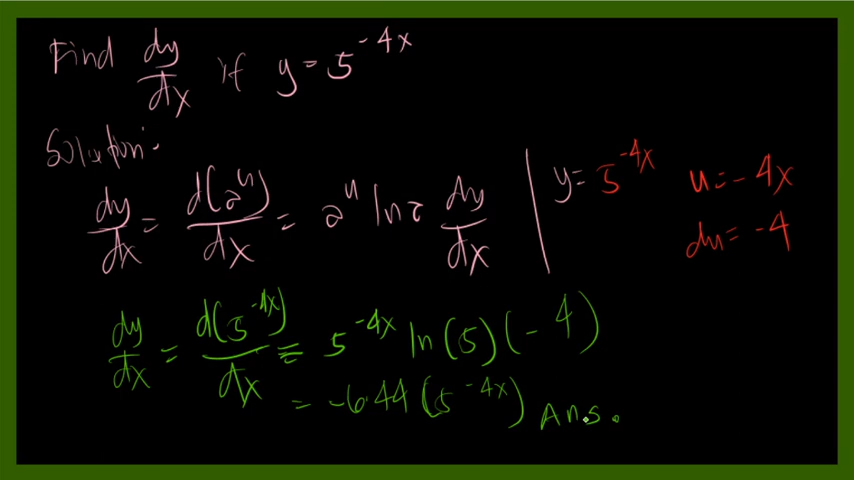 Find dy/dx if y = 5^-4x
Solution:
dy/dx = d(a^u)/dx = a^u ln a dy/dx
y = 5^-4x u = -4x
du = -4
dy/dx = d(5^-4x)/dx = 5^-4x ln(5)(-4)
= -6.44(5^-4x) Ans.